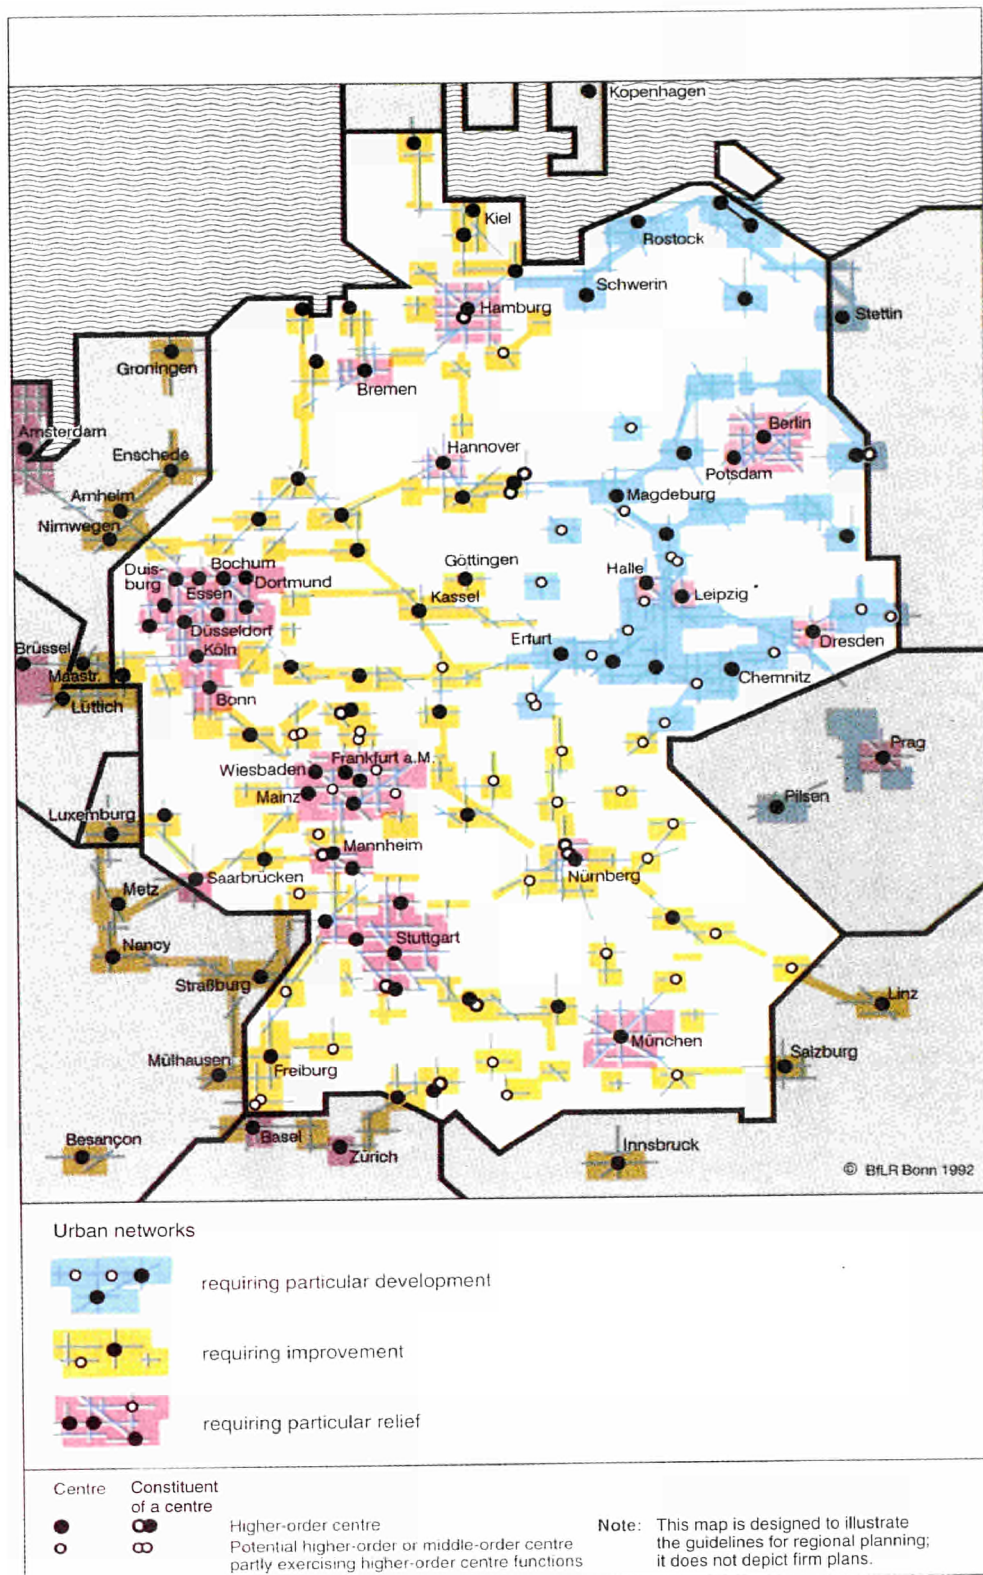 Kopenhagen
Kiel
Rostock
Schwerin
Hamburg
Stettin
Groningen
Bremen
Amsterdam
Berlin
Enschede
Hannover
Potsdam
Arnheim
Magdeburg
Nimwegen
Göttingen
Duis-
burg
Bochum
Essen
Dortmund
Halle
Kassel
Leipzig
Düsseldorf
Erfurt
Dresden
Brüssel
Köln
Maastr.
Chemnitz
Lüttich
Bonn
Prag
Wiesbaden
Frankfurt a.M.
Mainz
Pilsen
Luxemburg
Mannheim
Saarbrücken
Nürnberg
Metz
Stuttgart
Nancy
Straßburg
Linz
München
Salzburg
Mülhausen
Freiburg
Besançon
Basel
Zürich
Innsbruck
© BfLR Bonn 1992
Urban networks
requiring particular development
requiring improvement
requiring particular relief
Centre
Constituent
of a centre
Higher-order centre
Potential higher-order or middle-order centre
partly exercising higher-order centre functions
Note: This map is designed to illustrate
the guidelines for regional planning;
it does not depict firm plans.